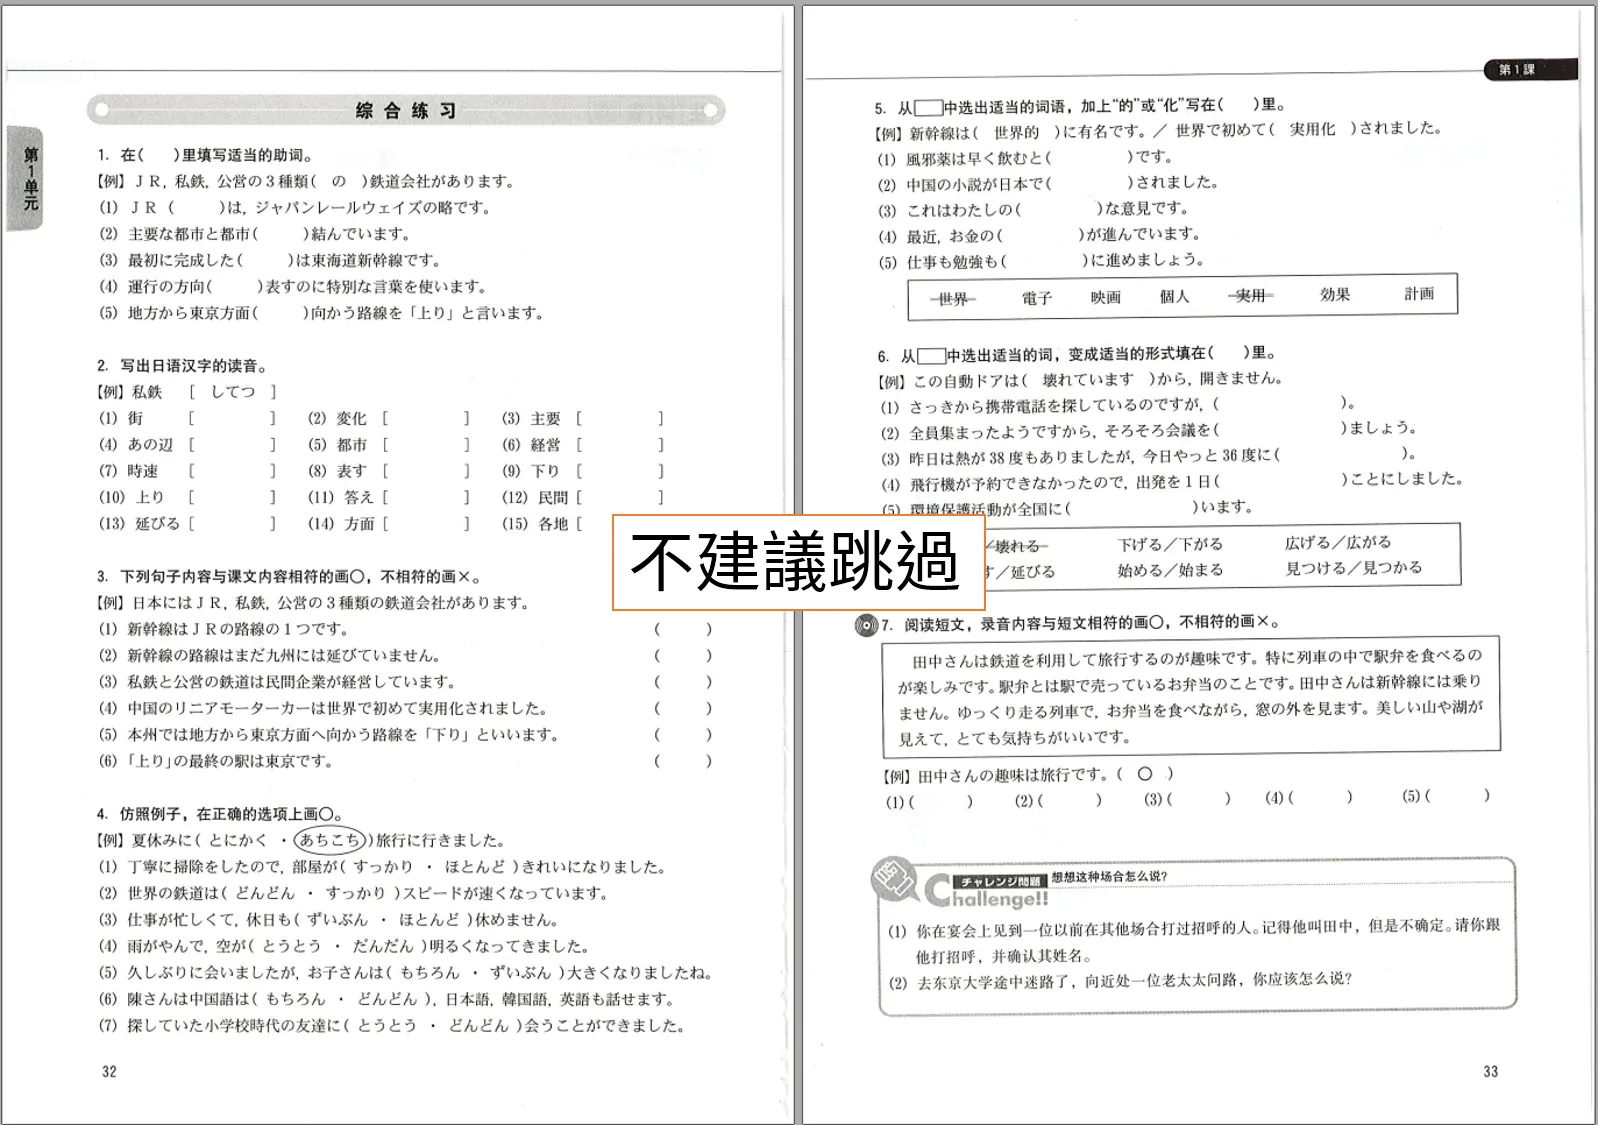 综合练习
第1单元
1. 在(　　)里填写适当的助词。
【例】ＪＲ, 私鉄, 公営の３種類(　の　)鉄道会社があります。
(1) ＪＲ (　　　)は, ジャパンレールウェイズの略です。
(2) 主要な都市と都市(　　　)結んでいます。
(3) 最初に完成した(　　　)は東海道新幹線です。
(4) 運行の方向(　　　)表すのに特別な言葉を使います。
(5) 地方から東京方面(　　　)向かう路線を「上り」と言います。
2. 写出日语汉字的读音。
【例】私鉄　[　してつ　]
(1) 街　[　　　]　(2) 変化　[　　　]　(3) 主要　[　　　]
(4) あの辺　[　　　]　(5) 都市　[　　　]　(6) 経営　[　　　]
(7) 時速　[　　　]　(8) 表す　[　　　]　(9) 下り　[　　　]
(10) 上り　[　　　]　(11) 答え　[　　　]　(12) 民間　[　　　]
(13) 延びる　[　　　]　(14) 方面　[　　　]　(15) 各地　[
3. 下列句子内容与课文内容相符的画○，不相符的画×。
【例】日本にはＪＲ, 私鉄, 公営の３種類の鉄道会社があります。
(1) 新幹線はＪＲの路線の１つです。　(　　)
(2) 新幹線の路線はまだ九州には延びていません。　(　　)
(3) 私鉄と公営の鉄道は民間企業が経営しています。　(　　)
(4) 中国のリニアモーターカーは世界で初めて実用化されました。　(　　)
(5) 本州では地方から東京方面へ向かう路線を「下り」といいます。　(　　)
(6) 「上り」の最終の駅は東京です。　(　　)
4. 仿照例子，在正确的选项上画○。
【例】夏休みに( とにかく ・ あちこち )旅行に行きました。
(1) 丁寧に掃除をしたので, 部屋が( すっかり ・ ほとんど )きれいになりました。
(2) 世界の鉄道は( どんどん ・ すっかり )スピードが速くなっています。
(3) 仕事が忙しくて, 休日も( ずいぶん ・ ほとんど )休めません。
(4) 雨がやんで, 空が( とうとう ・ だんだん )明るくなってきました。
(5) 久しぶりに会いましたが, お子さんは( もちろん ・ ずいぶん )大きくなりましたね。
(6) 陳さんは中国語は( もちろん ・ どんどん ), 日本語, 韓国語, 英語も話せます。
(7) 探していた小学校時代の友達に( とうとう ・ どんどん )会うことができました。
32
第１課
5. 从□中选出适当的词语，加上“的”或“化”写在(　　)里。
【例】新幹線は(　世界的　)に有名です。／ 世界で初めて(　実用化　)されました。
(1) 風邪薬は早く飲むと(　　　　)です。
(2) 中国の小説が日本で(　　　　)されました。
(3) これはわたしの(　　　　)な意見です。
(4) 最近, お金の(　　　　)が進んでいます。
(5) 仕事も勉強も(　　　　)に進めましょう。
世界　電子　映画　個人　実用　効果　計画
6. 从□中选出适当的词，变成适当的形式填在(　　)里。
【例】この自動ドアは(　壊れています　)から, 開きません。
(1) さっきから携帯電話を探しているのですが, (　　　　　)。
(2) 全員集まったようですから, そろそろ会議を(　　　　　)ましょう。
(3) 昨日は熱が 38 度もありましたが, 今日やっと 36 度に(　　　　　)。
(4) 飛行機が予約できなかったので, 出発を１日(　　　　　)ことにしました。
(5) 環境保護活動が全国に(　　　　　)います。
／壊れる　下げる／下がる　広げる／広がる
す／延びる　始める／始まる　見つける／見つかる
不建議跳過
7. 阅读短文，录音内容与短文相符的画○，不相符的画×。
田中さんは鉄道を利用して旅行するのが趣味です。特に列車の中で駅弁を食べるの
が楽しみです。駅弁とは駅で売っているお弁当のことです。田中さんは新幹線には乗り
ません。ゆっくり走る列車で, お弁当を食べながら, 窓の外を見ます。美しい山や湖が
見えて, とても気持ちがいいです。
【例】田中さんの趣味は旅行です。(　○　)
(1) (　　　)　(2) (　　　)　(3) (　　　)　(4) (　　　)　(5) (　　　)
チャレンジ問題 想想这种场合怎么说?
Challenge!!
(1) 你在宴会上见到一位以前在其他场合打过招呼的人。记得他叫田中，但是不确定。请你跟
他打招呼，并确认其姓名。
(2) 去东京大学途中迷路了，向近处一位老太太问路，你应该怎么说?
33